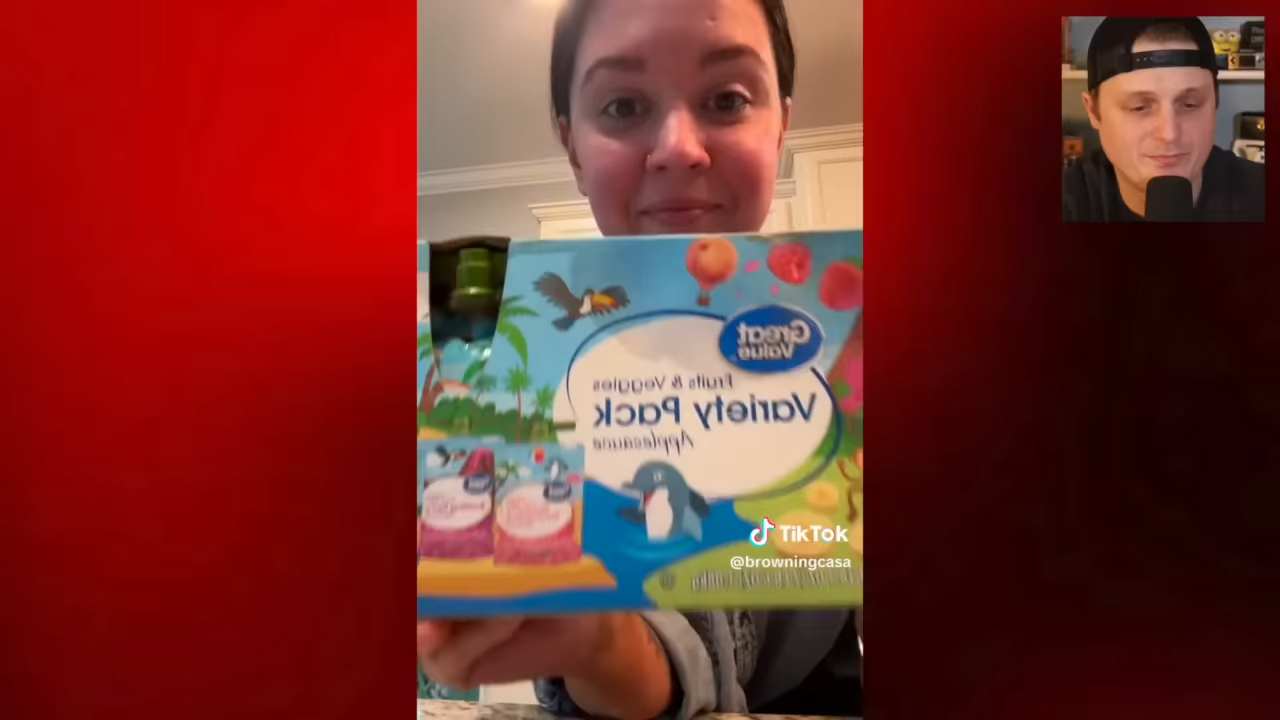 Great
Value
Fruits & Veggies
Variety Pack
Applesauce
TikTok
@browningcasa